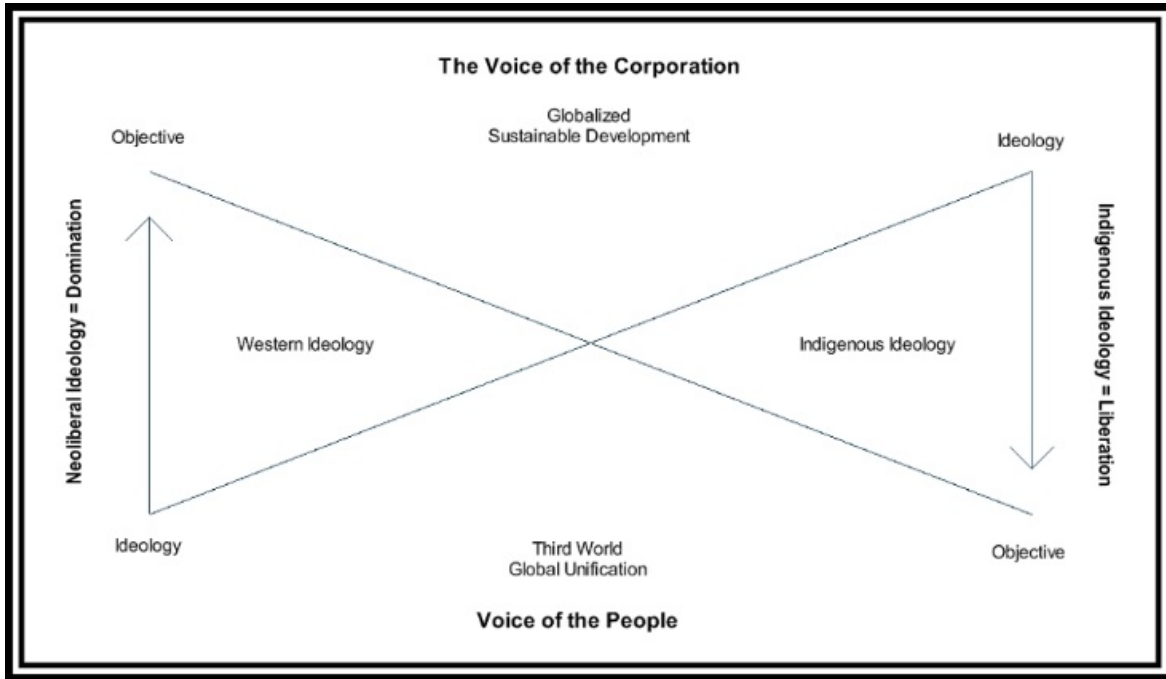 The Voice of the Corporation
Globalized
Sustainable Development
Objective
Ideology
Neoliberal Ideology = Domination
Western Ideology
Indigenous Ideology
Indigenous Ideology = Liberation
Ideology
Third World
Global Unification
Objective
Voice of the People